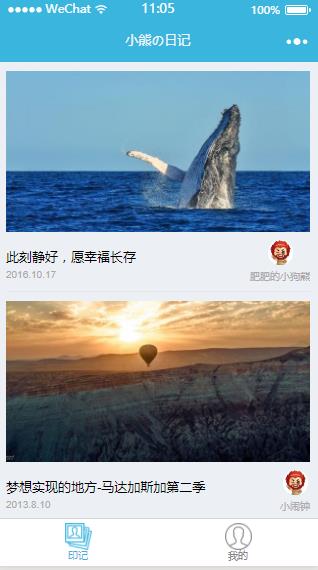 WeChat 11:05 100%
小熊の日记
此刻静好，愿幸福长存
2016.10.17 肥肥的小狗熊
梦想实现的地方-马达加斯加第二季
2013.8.10 小闹钟
印记 我的